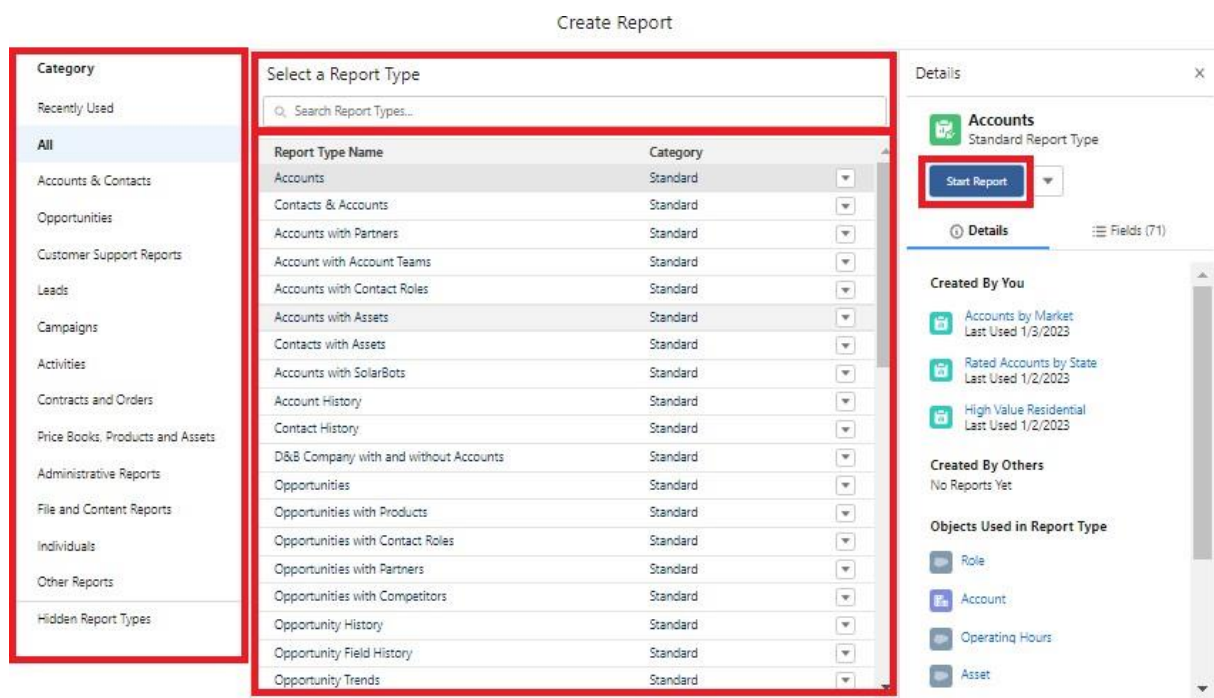 Create Report
Category
Recently Used
All
Accounts & Contacts
Opportunities
Customer Support Reports
Leads
Campaigns
Activities
Contracts and Orders
Price Books, Products and Assets
Administrative Reports
File and Content Reports
Individuals
Other Reports
Hidden Report Types
Select a Report Type
Search Report Types...
Report Type Name Category
Accounts Standard
Contacts & Accounts Standard
Accounts with Partners Standard
Account with Account Teams Standard
Accounts with Contact Roles Standard
Accounts with Assets Standard
Contacts with Assets Standard
Accounts with SolarBots Standard
Account History Standard
Contact History Standard
D&B Company with and without Accounts Standard
Opportunities Standard
Opportunities with Products Standard
Opportunities with Contact Roles Standard
Opportunities with Partners Standard
Opportunities with Competitors Standard
Opportunity History Standard
Opportunity Field History Standard
Opportunity Trends Standard
Details
Accounts
Standard Report Type
Start Report
Details Fields (71)
Created By You
Accounts by Market
Last Used 1/3/2023
Rated Accounts by State
Last Used 1/2/2023
High Value Residential
Last Used 1/2/2023
Created By Others
No Reports Yet
Objects Used in Report Type
Role
Account
Operating Hours
Asset